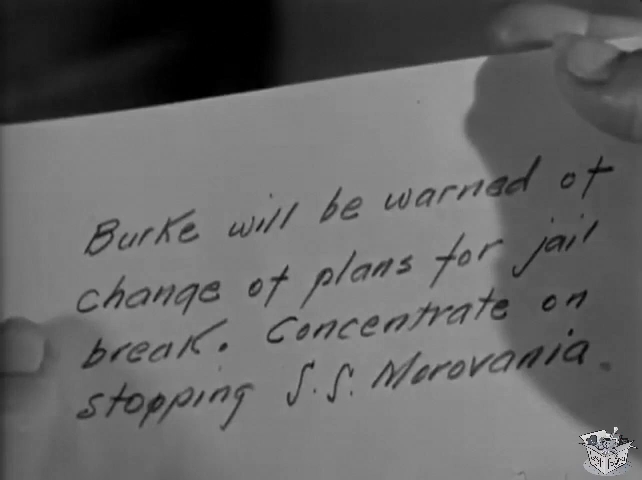 Burke will be warned of
change of plans for jail
break. Concentrate on
stopping S.S. Morovania.